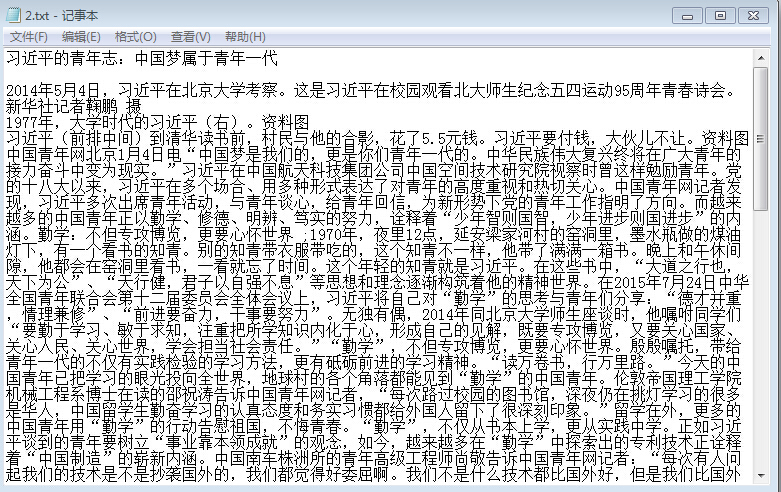 2.txt - 记事本
文件(F) 编辑(E) 格式(O) 查看(V) 帮助(H)
习近平的青年志：中国梦属于青年一代
2014年5月4日，习近平在北京大学考察。这是习近平在校园观看北大师生纪念五四运动95周年青春诗会。
新华社记者鞠鹏 摄
1977年，大学时代的习近平（右）。资料图
习近平（前排中间）到清华读书前，村民与他的合影，花了5.5元钱。习近平要付钱，大伙儿不让。资料图
中国青年网北京1月4日电“中国梦是我们的，更是你们青年一代的。中华民族伟大复兴终将在广大青年的
接力奋斗中变为现实。”习近平在中国航天科技集团公司中国空间技术研究院视察时曾这样勉励青年。党
的十八大以来，习近平在多个场合、用多种形式表达了对青年的高度重视和热切关心。中国青年网记者发
现，习近平多次出席青年活动，与青年谈心，给青年回信，为新形势下党的青年工作指明了方向。而越来
越多的中国青年正以勤学、修德、明辨、笃实的努力，诠释着“少年智则国智，少年进步则国进步”的内
涵。勤学：不但专攻博览，更要心怀世界 .1970年，夜里12点，延安梁家河村的窑洞里，墨水瓶做的煤油
灯下，有一个看书的知青。别的知青带衣服带吃的，这个知青不一样，他带了满满一箱书。晚上和午休间
隙，他都会在窑洞里看书，一看就忘了时间。这个年轻的知青就是习近平。在这些书中，“大道之行也，
天下为公”、“天行健，君子以自强不息”等思想和理念逐渐构筑着他的精神世界。在2015年7月24日中华
全国青年联合会第十二届委员会全体会议上，习近平将自己对“勤学”的思考与青年们分享：“德才并重
，情理兼修”、“前进要奋力，干事要努力”。无独有偶，2014年同北京大学师生座谈时，他嘱咐同学们
“要勤于学习、敏于求知，注重把所学知识内化于心，形成自己的见解，既要专攻博览，又要关心国家、
关心人民、关心世界，学会担当社会责任。”“勤学”，不但专攻博览，更要心怀世界。殷殷嘱托，带给
青年一代的不仅有实践检验的学习方法，更有砥砺前进的学习精神。“读万卷书，行万里路。”今天的中
国青年已把学习的眼光投向全世界，地球村的各个角落都能见到“勤学”的中国青年。伦敦帝国理工学院
机械工程系博士在读的邵祝涛告诉中国青年网记者，“每次路过校园的图书馆，深夜仍在挑灯学习的很多
是华人，中国留学生勤奋学习的认真态度和务实习惯都给外国人留下了很深刻印象。”留学在外，更多的
中国青年用“勤学”的行动告慰祖国，不悔青春。“勤学”，不仅从书本上学，更从实践中学。正如习近
平谈到的青年要树立“事业靠本领成就”的观念，如今，越来越多在“勤学”中探索出的专利技术正诠释
着“中国制造”的崭新内涵。中国南车株洲所的青年高级工程师尚敬告诉中国青年网记者：“每次有人问
起我们的技术是不是抄袭国外的，我们都觉得好委屈啊。我们不是什么技术都比国外好，但是我们比国外